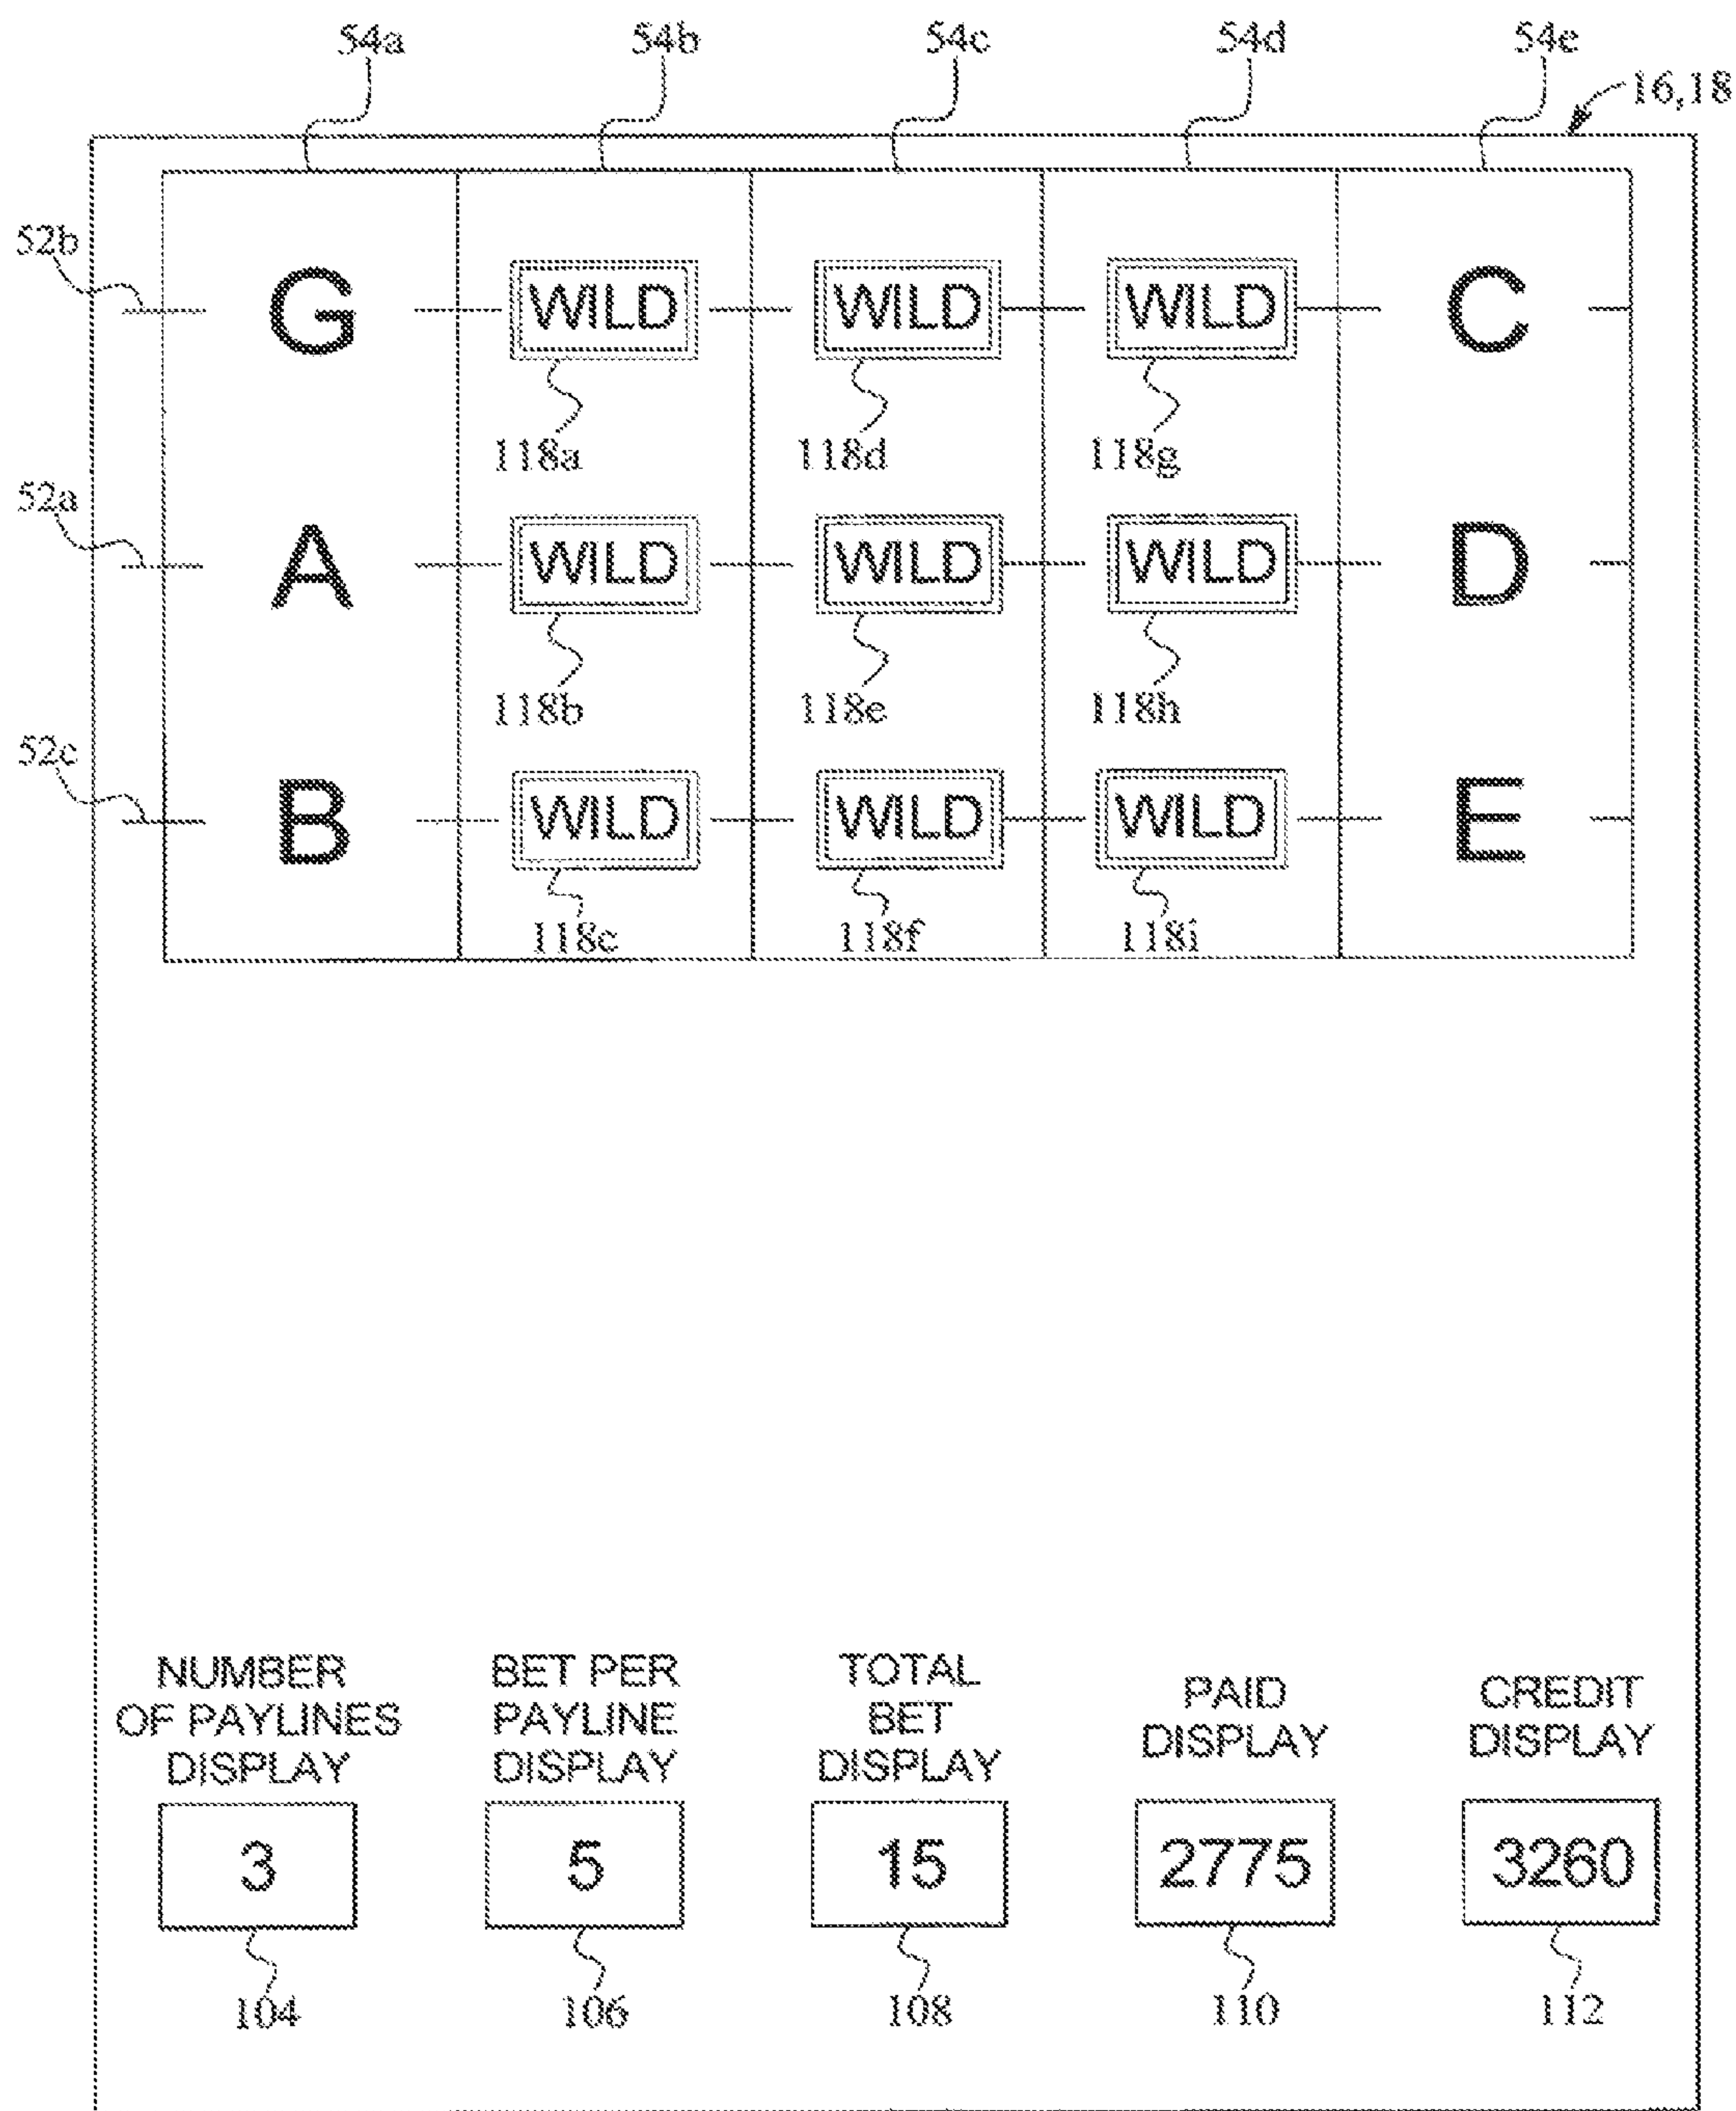 54a 54b 54c 54d 54e
16,18
52b G WILD WILD WILD C
118a 118d 118g
52a A WILD WILD WILD D
118b 118e 118h
52c B WILD WILD WILD E
118c 118f 118i
NUMBER
OF PAYLINES
DISPLAY
3
104
BET PER
PAYLINE
DISPLAY
5
106
TOTAL
BET
DISPLAY
15
108
PAID
DISPLAY
2775
110
CREDIT
DISPLAY
3260
112